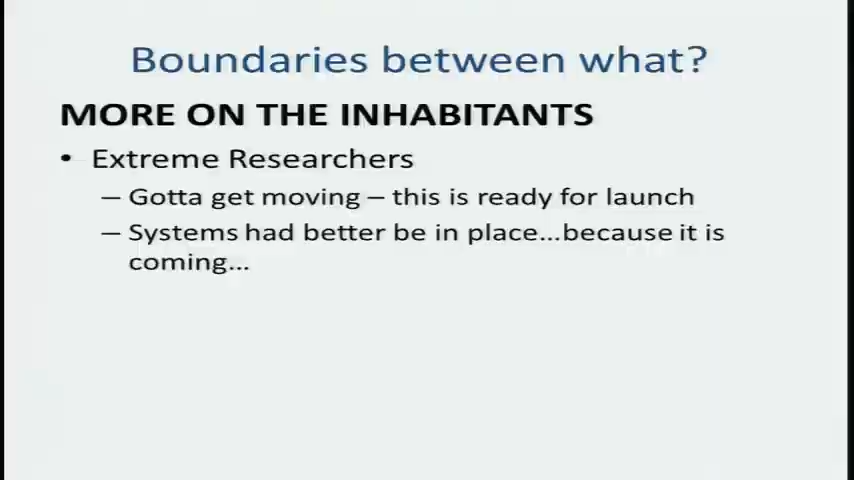 Boundaries between what?
MORE ON THE INHABITANTS
• Extreme Researchers
– Gotta get moving – this is ready for launch
– Systems had better be in place...because it is
coming...